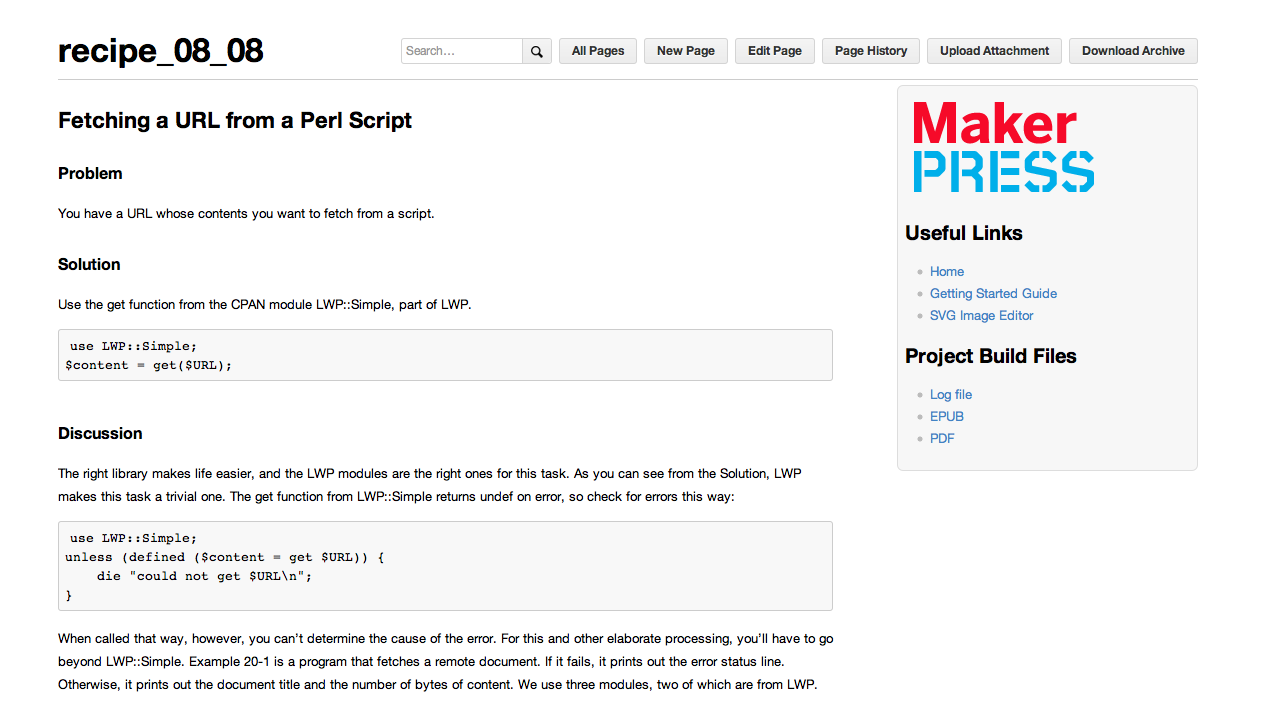 recipe_08_08
Search...
All Pages
New Page
Edit Page
Page History
Upload Attachment
Download Archive
Fetching a URL from a Perl Script
Problem
You have a URL whose contents you want to fetch from a script.
Solution
Use the get function from the CPAN module LWP::Simple, part of LWP.
use LWP::Simple;
$content = get($URL);
Discussion
The right library makes life easier, and the LWP modules are the right ones for this task. As you can see from the Solution, LWP
makes this task a trivial one. The get function from LWP::Simple returns undef on error, so check for errors this way:
use LWP::Simple;
unless (defined ($content = get $URL)) {
    die "could not get $URL\n";
}
When called that way, however, you can’t determine the cause of the error. For this and other elaborate processing, you’ll have to go
beyond LWP::Simple. Example 20-1 is a program that fetches a remote document. If it fails, it prints out the error status line.
Otherwise, it prints out the document title and the number of bytes of content. We use three modules, two of which are from LWP.
Maker
PRESS
Useful Links
Home
Getting Started Guide
SVG Image Editor
Project Build Files
Log file
EPUB
PDF